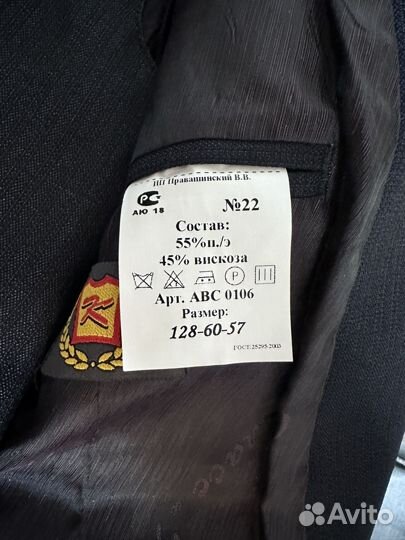 ИП Правашинский В.В.
РС №22
АЮ 18
Состав:
55%п./э
45% вискоза
Р
Арт. АВС 0106
Размер:
128-60-57
ГОСТ: 25295-2003
К
Avito